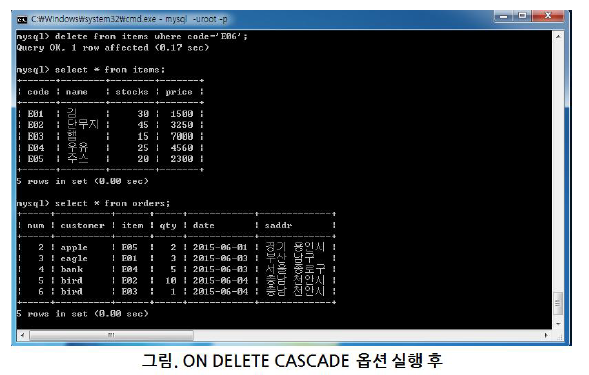 C:₩Windows₩system32₩cmd.exe - mysql  -uroot -p
mysql> delete from items where code='E06';
Query OK, 1 row affected (0.17 sec)
mysql> select * from items;
+------+--------+--------+-------+
| code | name   | stocks | price |
+------+--------+--------+-------+
| E01  | 김     |     30 |  1500 |
| E02  | 단무지 |     45 |  3250 |
| E03  | 햄     |     15 |  7000 |
| E04  | 우유   |     25 |  4560 |
| E05  | 주스   |     20 |  2300 |
+------+--------+--------+-------+
5 rows in set (0.00 sec)
mysql> select * from orders;
+-----+----------+------+-----+------------+---------------+
| num | customer | item | qty | date       | saddr         |
+-----+----------+------+-----+------------+---------------+
|   2 | apple    | E05  |   2 | 2015-06-01 | 경기 용인시   |
|   3 | eagle    | E01  |   3 | 2015-06-03 | 부산 남구     |
|   4 | bank     | E04  |   5 | 2015-06-03 | 서울 종로구   |
|   5 | bird     | E02  |  10 | 2015-06-04 | 충남 천안시   |
|   6 | bird     | E03  |   1 | 2015-06-04 | 충남 천안시   |
+-----+----------+------+-----+------------+---------------+
5 rows in set (0.00 sec)
그림. ON DELETE CASCADE 옵션 실행 후